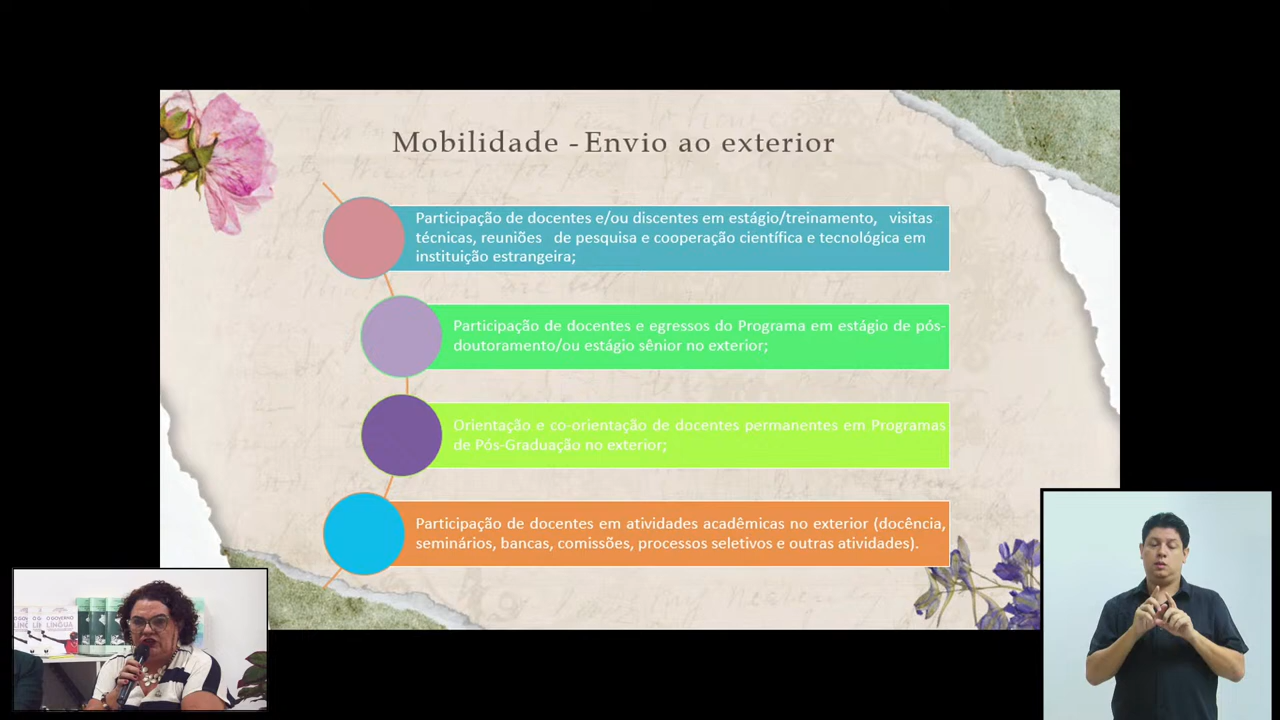 Mobilidade - Envio ao exterior
Participação de docentes e/ou discentes em estágio/treinamento, visitas
técnicas, reuniões de pesquisa e cooperação científica e tecnológica em
instituição estrangeira;
Participação de docentes e egressos do Programa em estágio de pós-
doutoramento/ou estágio sênior no exterior;
Orientação e co-orientação de docentes permanentes em Programas
de Pós-Graduação no exterior;
Participação de docentes em atividades acadêmicas no exterior (docência,
seminários, bancas, comissões, processos seletivos e outras atividades).
O GOVERNO
LÍNGUA